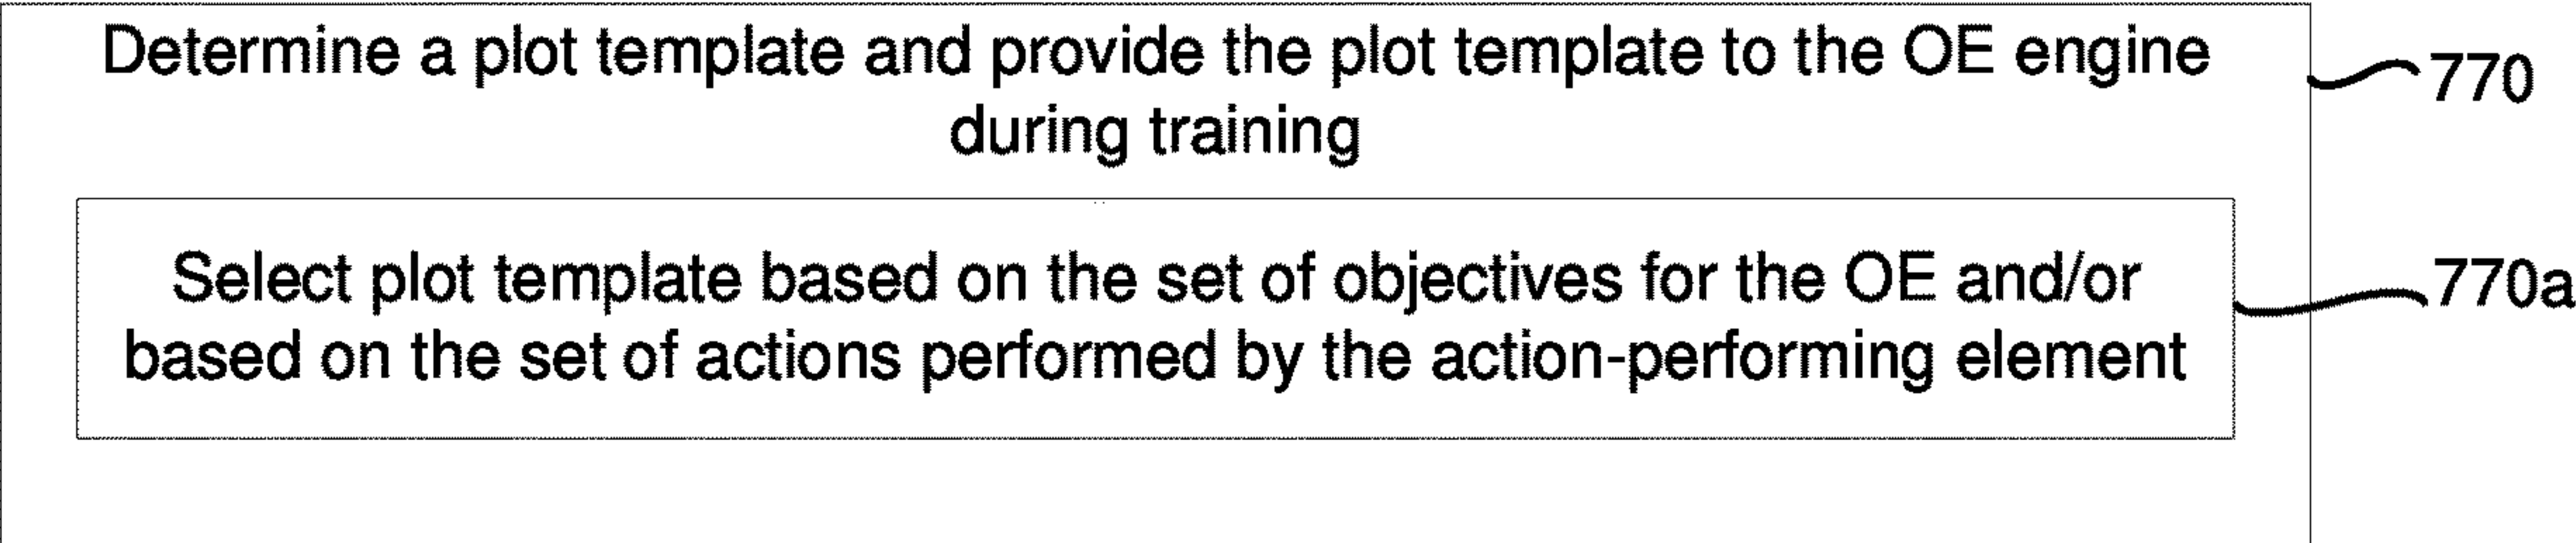 Determine a plot template and provide the plot template to the OE engine
during training
770
Select plot template based on the set of objectives for the OE and/or
based on the set of actions performed by the action-performing element
770a